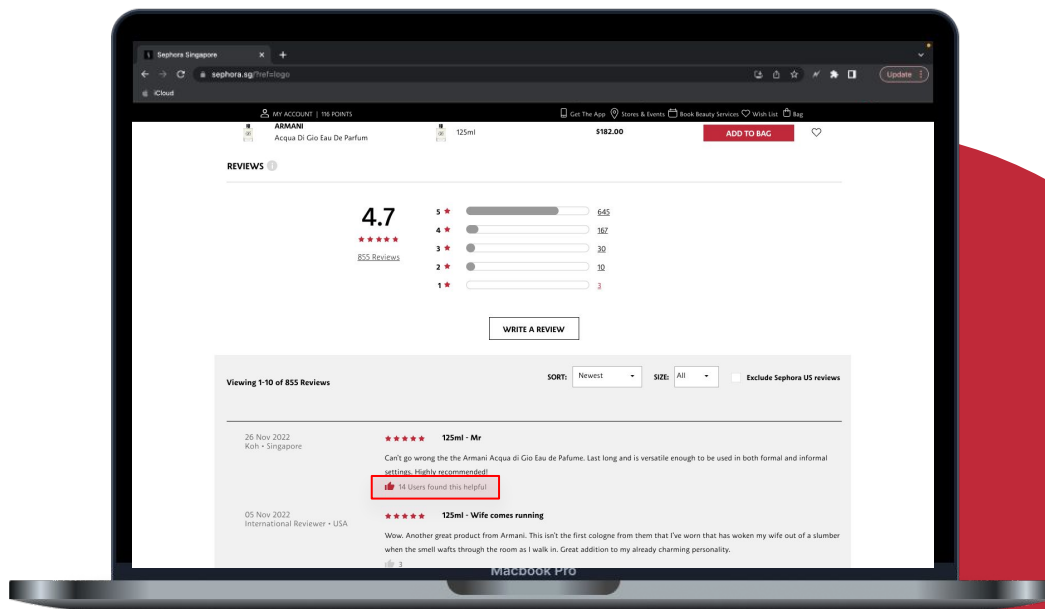 Sephora Singapore
sephora.sg/?ref=logo
Update
iCloud
MY ACCOUNT | 116 POINTS
Get The App Stores & Events Book Beauty Services Wish List Bag
ARMANI
Acqua Di Gio Eau De Parfum
125ml
$182.00
ADD TO BAG
REVIEWS
4.7
855 Reviews
5 645
4 167
3 30
2 10
1 3
WRITE A REVIEW
Viewing 1-10 of 855 Reviews
SORT: Newest
SIZE: All
Exclude Sephora US reviews
26 Nov 2022
Koh • Singapore
125ml - Mr
Can't go wrong the the Armani Acqua di Gio Eau de Pafume. Last long and is versatile enough to be used in both formal and informal
settings. Highly recommended!
14 Users found this helpful
05 Nov 2022
International Reviewer • USA
125ml - Wife comes running
Wow. Another great product from Armani. This isn't the first cologne from them that I've worn that has woken my wife out of a slumber
when the smell wafts through the room as I walk in. Great addition to my already charming personality.
3
MacBook Pro